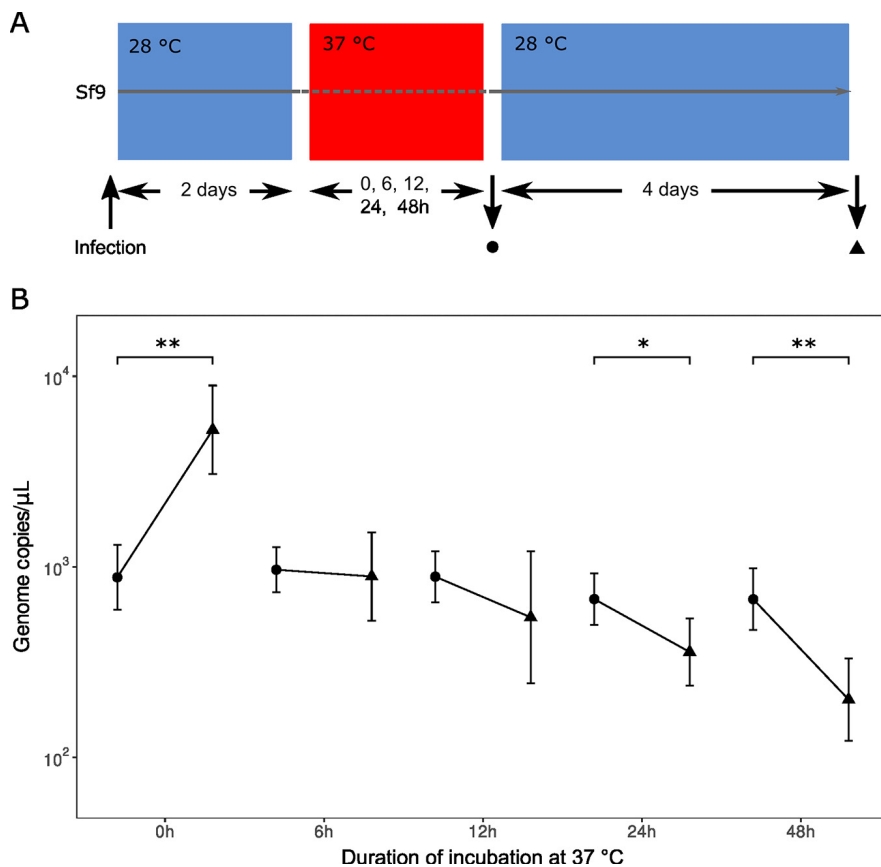 A
28 °C
37 °C
28 °C
Sf9
2 days
0, 6, 12,
24, 48h
4 days
Infection
B
**
*
**
10⁴
10³
10²
Genome copies/µL
0h
6h
12h
24h
48h
Duration of incubation at 37 °C